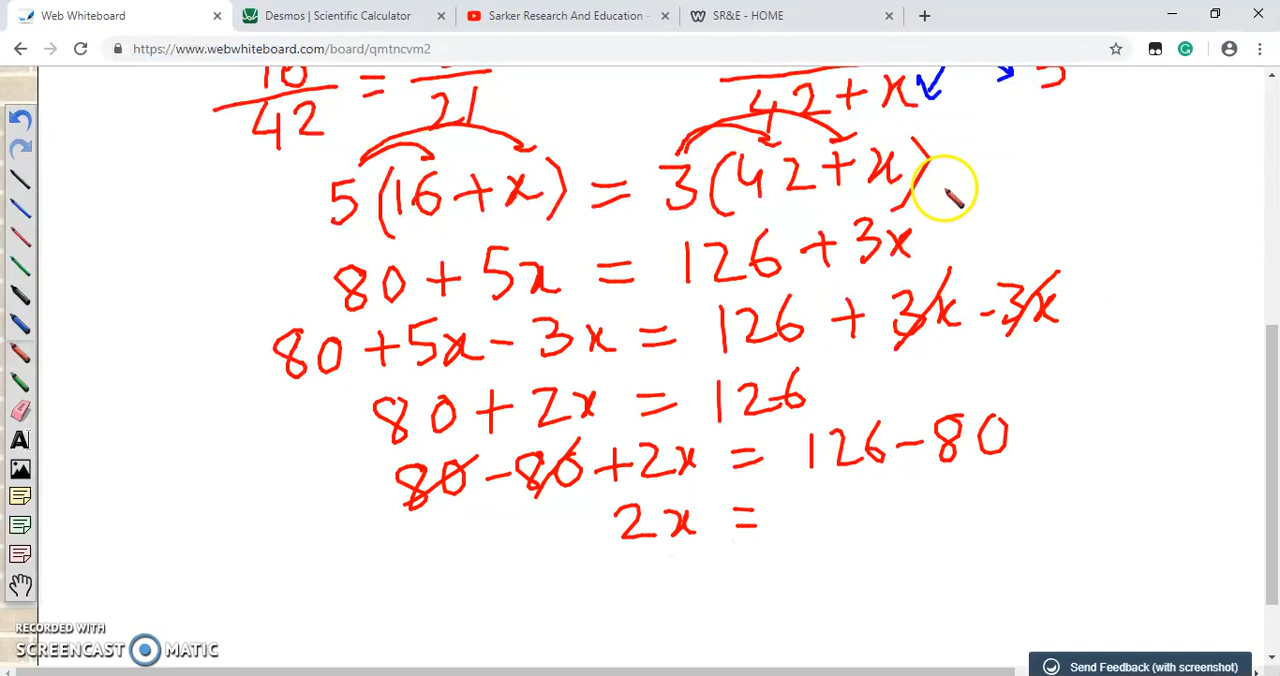 Web Whiteboard
Desmos | Scientific Calculator
Sarker Research And Education -
SR&E - HOME
https://www.webwhiteboard.com/board/qmtncvm2
16/42 = /21
42 + x
5(16 + x) = 3(42 + x)
80 + 5x = 126 + 3x
80 + 5x - 3x = 126 + 3x - 3x
80 + 2x = 126
80 - 80 + 2x = 126 - 80
2x =
A
RECORDED WITH
SCREENCAST MATIC
Send Feedback (with screenshot)